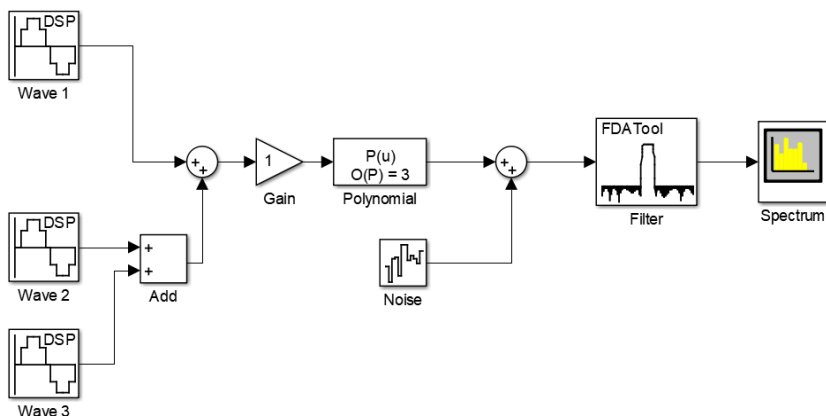 DSP
Wave 1
+
+
1
Gain
P(u)
O(P) = 3
Polynomial
+
+
FDATool
Filter
Spectrum
DSP
Wave 2
+
+
Add
Noise
DSP
Wave 3